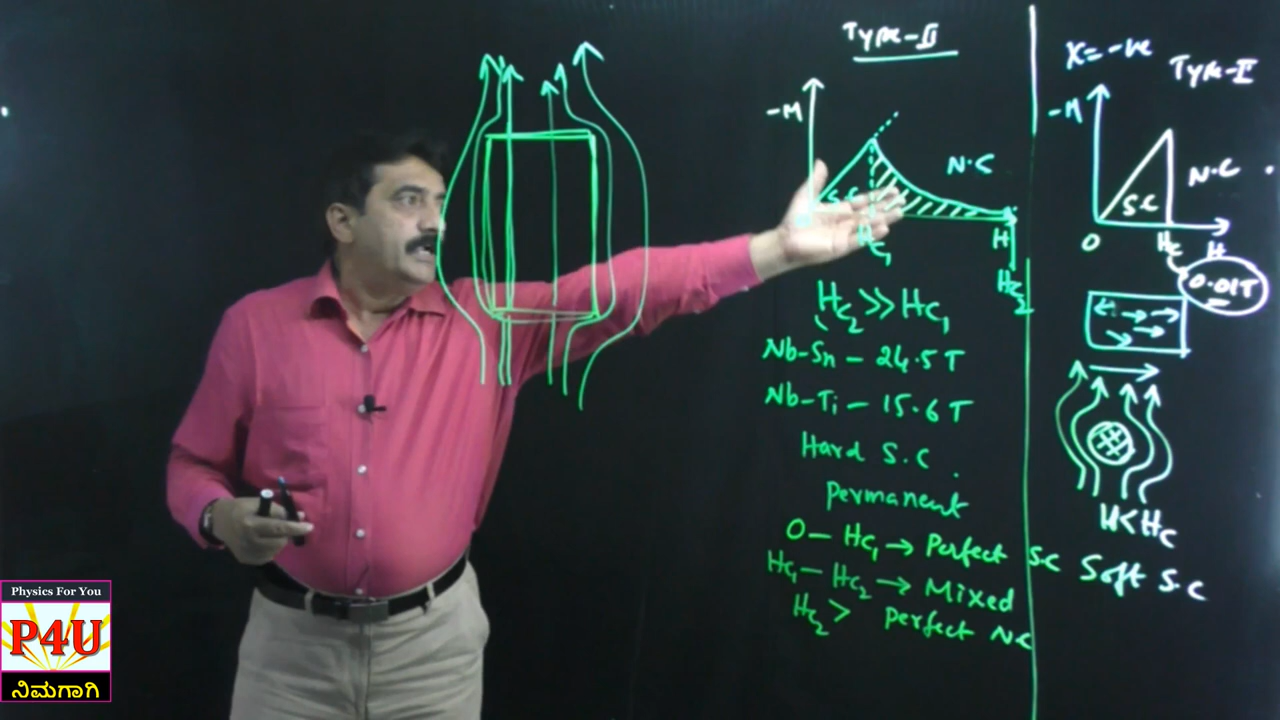 Type-II
-M
S.C
N.C
Hc₁
H
Hc₂
Hc₂ >> Hc₁
Nb-Sn - 24.5 T
Nb-Ti - 15.6 T
Hard S.C.
Permanent
0 - Hc₁ → Perfect S.C
Hc₁ - Hc₂ → Mixed
Hc₂ > perfect NC
X = -ve
Type-I
-M
S.C
N.C
0
Hc
H
0.01T
H < Hc
Soft S.C
Physics For You
P4U
ನಿಮಗಾಗಿ